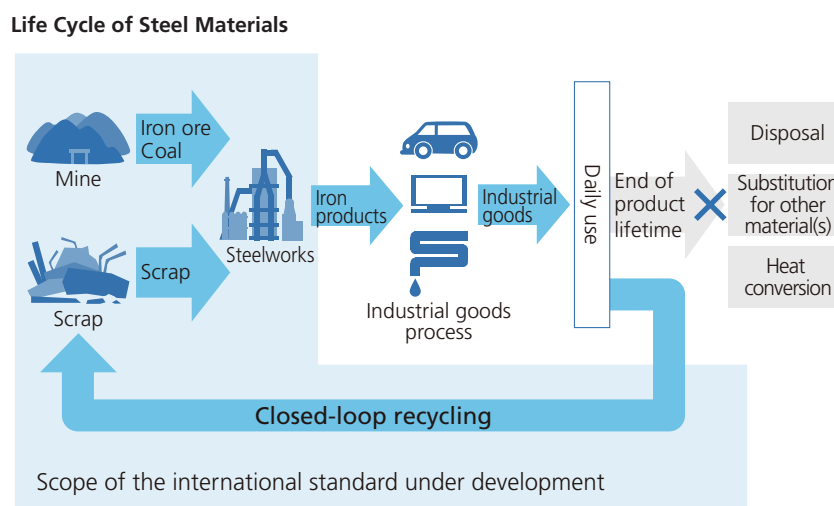 Life Cycle of Steel Materials
Iron ore
Coal
Mine
Scrap
Scrap
Steelworks
Iron
products
Industrial goods
process
Industrial
goods
Daily use
End of
product
lifetime
Disposal
Substitution
for other
material(s)
Heat
conversion
Closed-loop recycling
Scope of the international standard under development